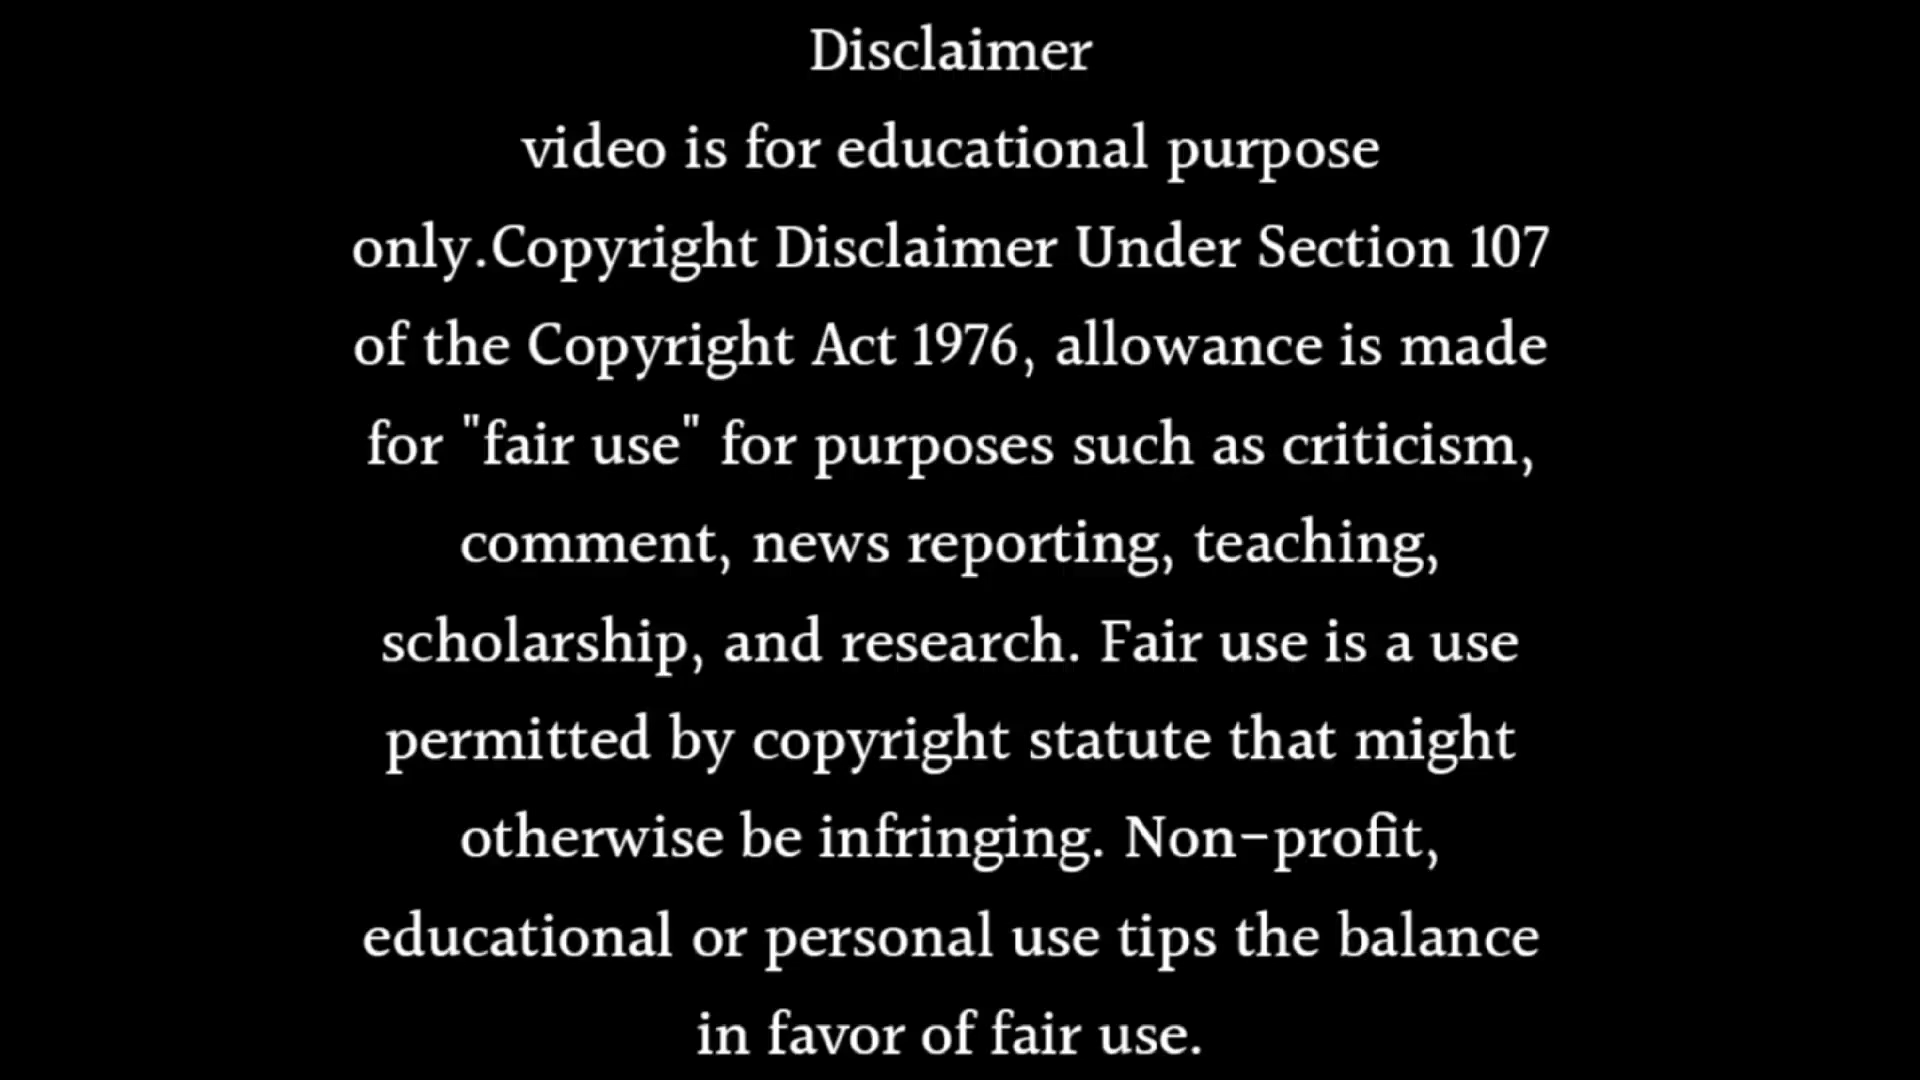 Disclaimer
video is for educational purpose
only.Copyright Disclaimer Under Section 107
of the Copyright Act 1976, allowance is made
for "fair use" for purposes such as criticism,
comment, news reporting, teaching,
scholarship, and research. Fair use is a use
permitted by copyright statute that might
otherwise be infringing. Non-profit,
educational or personal use tips the balance
in favor of fair use.